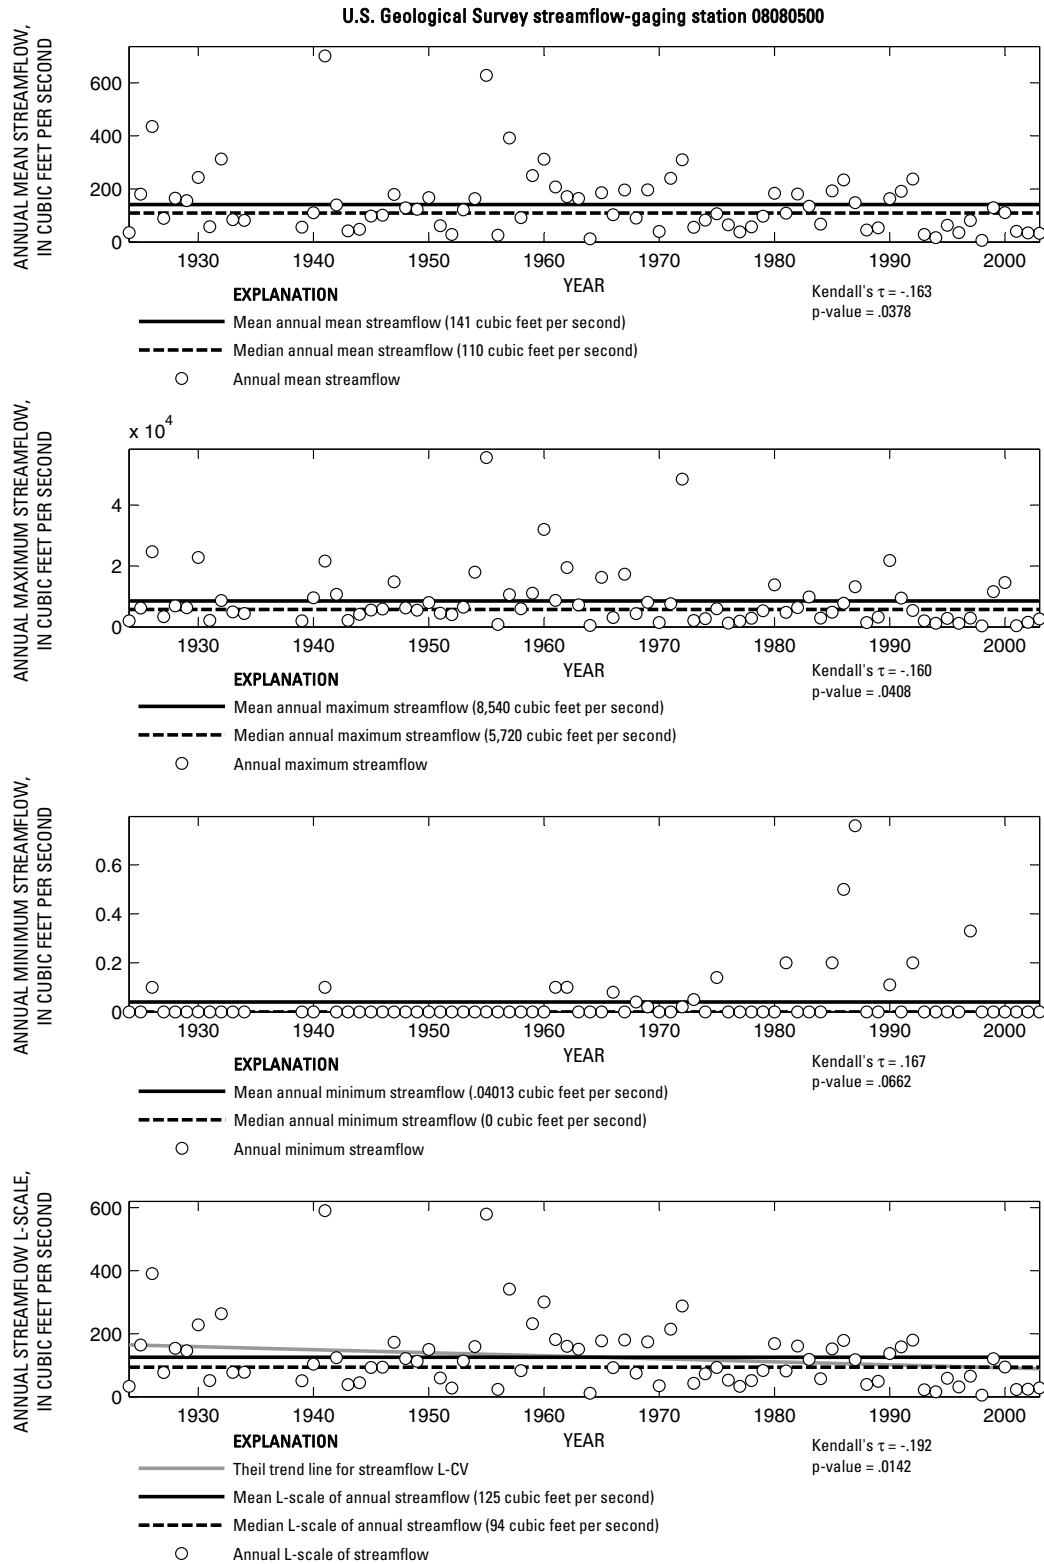 U.S. Geological Survey streamflow-gaging station 08080500
ANNUAL MEAN STREAMFLOW,
IN CUBIC FEET PER SECOND
600
400
200
0
1930 1940 1950 1960 1970 1980 1990 2000
YEAR
Kendall's τ = -.163
p-value = .0378
EXPLANATION
Mean annual mean streamflow (141 cubic feet per second)
Median annual mean streamflow (110 cubic feet per second)
Annual mean streamflow
ANNUAL MAXIMUM STREAMFLOW,
IN CUBIC FEET PER SECOND
x 10^4
4
2
0
1930 1940 1950 1960 1970 1980 1990 2000
YEAR
Kendall's τ = -.160
p-value = .0408
EXPLANATION
Mean annual maximum streamflow (8,540 cubic feet per second)
Median annual maximum streamflow (5,720 cubic feet per second)
Annual maximum streamflow
ANNUAL MINIMUM STREAMFLOW,
IN CUBIC FEET PER SECOND
0.6
0.4
0.2
0
1930 1940 1950 1960 1970 1980 1990 2000
YEAR
Kendall's τ = .167
p-value = .0662
EXPLANATION
Mean annual minimum streamflow (.04013 cubic feet per second)
Median annual minimum streamflow (0 cubic feet per second)
Annual minimum streamflow
ANNUAL STREAMFLOW L-SCALE,
IN CUBIC FEET PER SECOND
600
400
200
0
1930 1940 1950 1960 1970 1980 1990 2000
YEAR
Kendall's τ = -.192
p-value = .0142
EXPLANATION
Theil trend line for streamflow L-CV
Mean L-scale of annual streamflow (125 cubic feet per second)
Median L-scale of annual streamflow (94 cubic feet per second)
Annual L-scale of streamflow